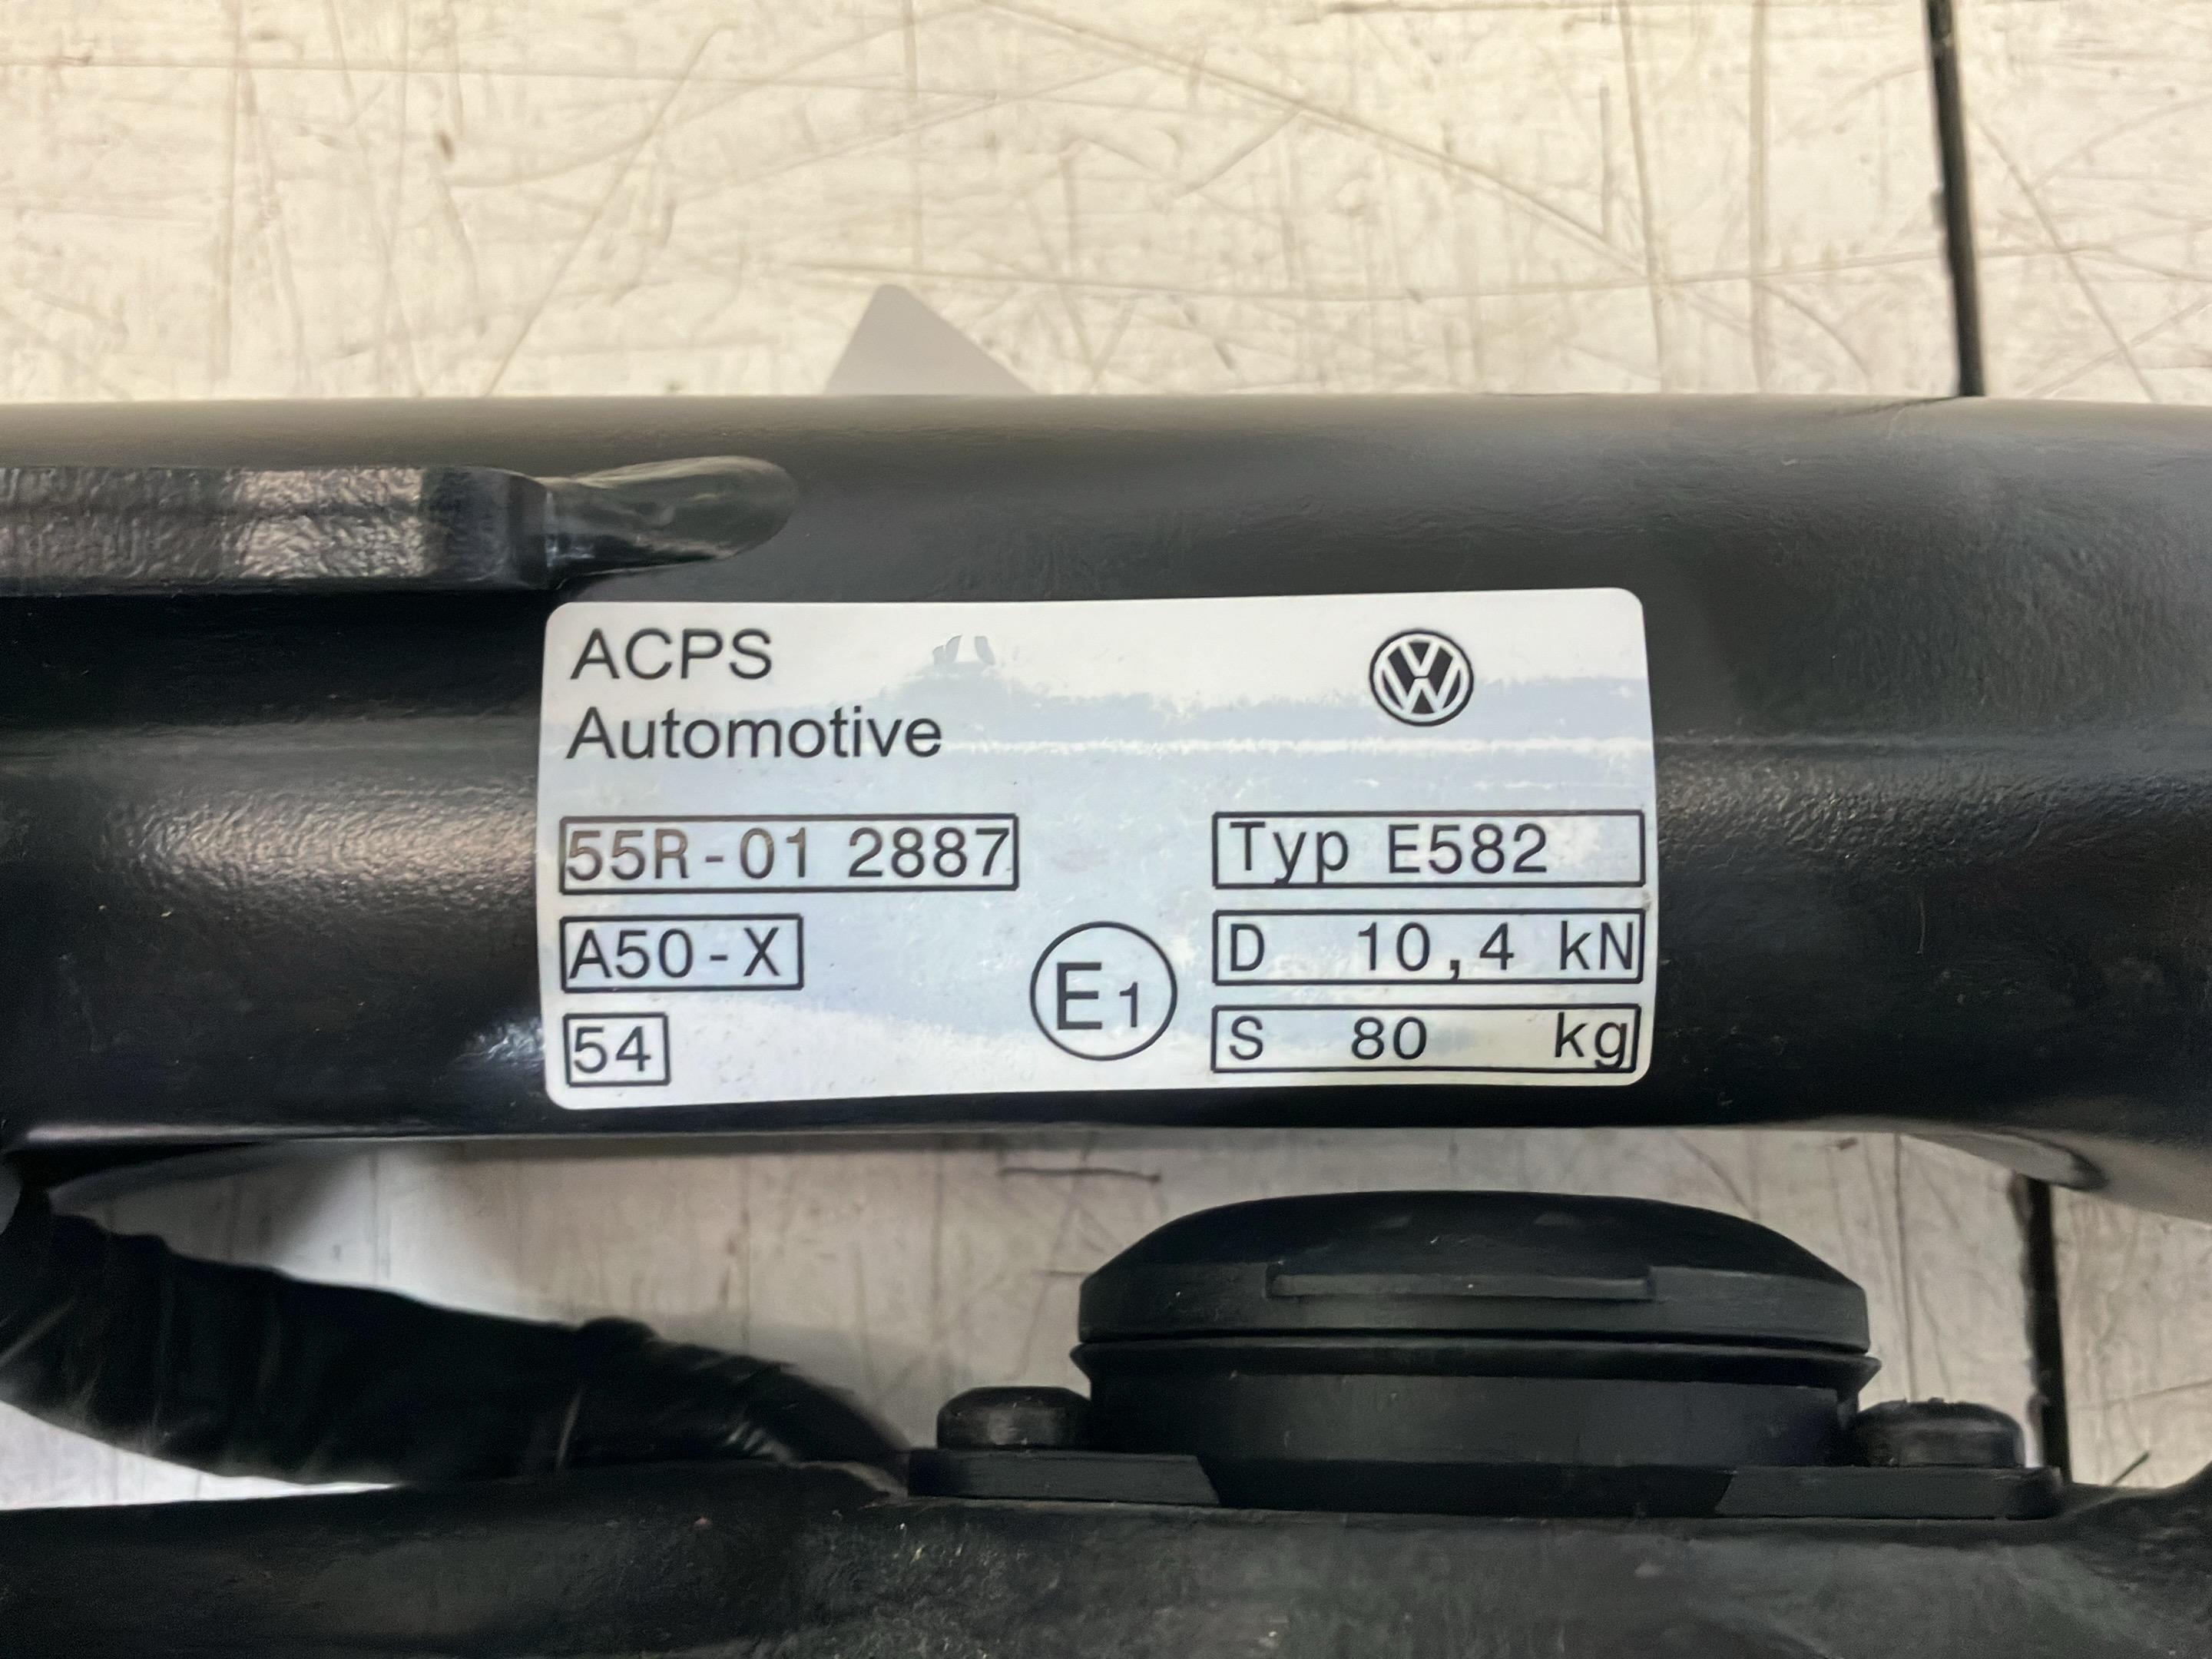 ACPS
Automotive
55R-01 2887
A50-X
54
E1
Typ E582
D 10,4 kN
S 80 kg